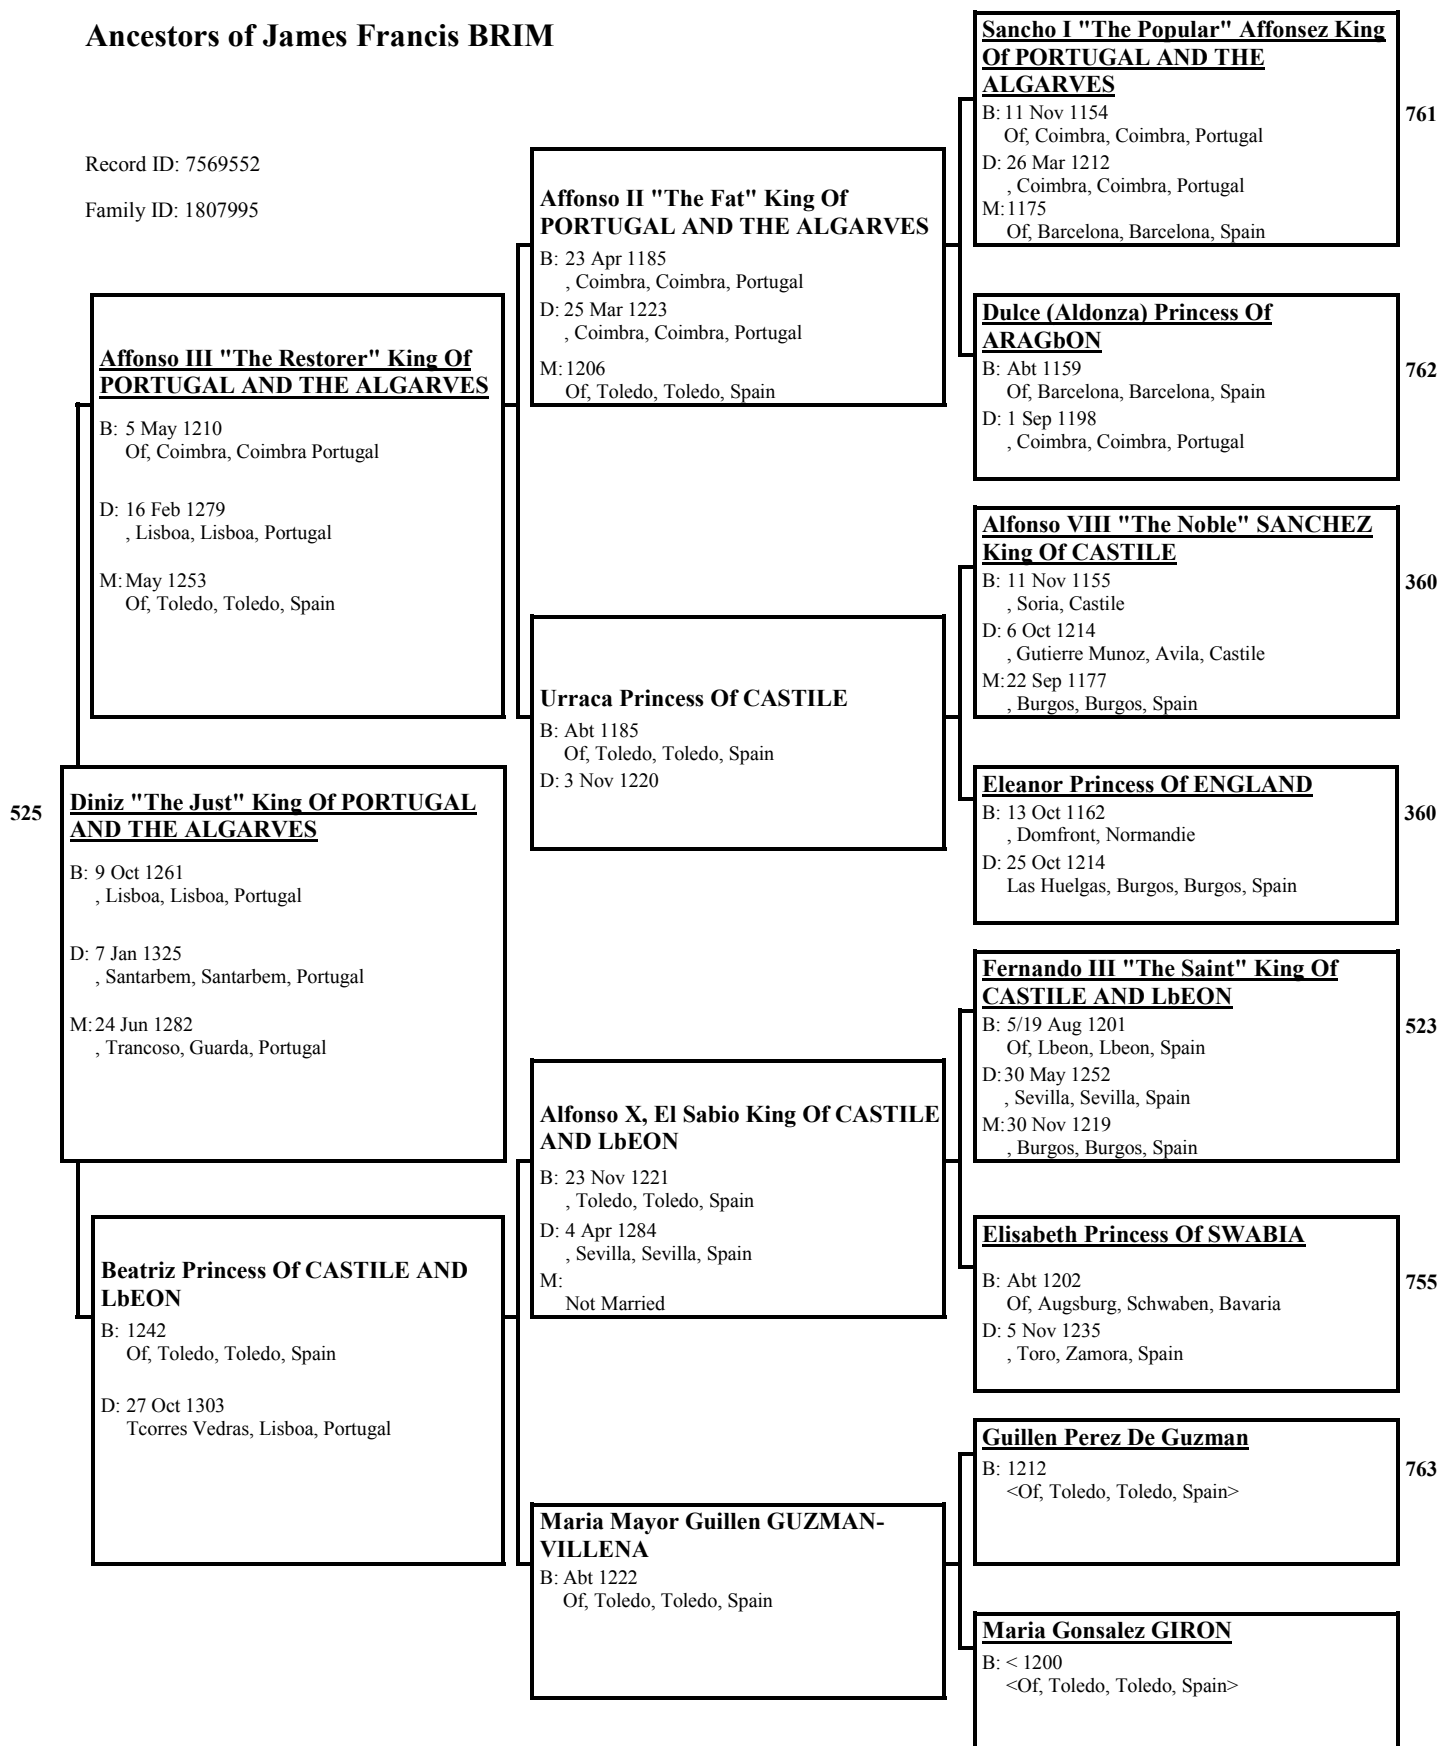 Ancestors of James Francis BRIM
Record ID: 7569552
Family ID: 1807995
525
Diniz "The Just" King Of PORTUGAL
AND THE ALGARVES
B: 9 Oct 1261
, Lisboa, Lisboa, Portugal
D: 7 Jan 1325
, Santarbem, Santarbem, Portugal
M: 24 Jun 1282
, Trancoso, Guarda, Portugal
Affonso III "The Restorer" King Of
PORTUGAL AND THE ALGARVES
B: 5 May 1210
Of, Coimbra, Coimbra Portugal
D: 16 Feb 1279
, Lisboa, Lisboa, Portugal
M: May 1253
Of, Toledo, Toledo, Spain
Beatriz Princess Of CASTILE AND
LbEON
B: 1242
Of, Toledo, Toledo, Spain
D: 27 Oct 1303
Tcorres Vedras, Lisboa, Portugal
Affonso II "The Fat" King Of
PORTUGAL AND THE ALGARVES
B: 23 Apr 1185
, Coimbra, Coimbra, Portugal
D: 25 Mar 1223
, Coimbra, Coimbra, Portugal
M: 1206
Of, Toledo, Toledo, Spain
Urraca Princess Of CASTILE
B: Abt 1185
Of, Toledo, Toledo, Spain
D: 3 Nov 1220
Alfonso X, El Sabio King Of CASTILE
AND LbEON
B: 23 Nov 1221
, Toledo, Toledo, Spain
D: 4 Apr 1284
, Sevilla, Sevilla, Spain
M:
Not Married
Maria Mayor Guillen GUZMAN-
VILLENA
B: Abt 1222
Of, Toledo, Toledo, Spain
Sancho I "The Popular" Affonsez King
Of PORTUGAL AND THE
ALGARVES
B: 11 Nov 1154
Of, Coimbra, Coimbra, Portugal
D: 26 Mar 1212
, Coimbra, Coimbra, Portugal
M: 1175
Of, Barcelona, Barcelona, Spain
761
Dulce (Aldonza) Princess Of
ARAGbON
B: Abt 1159
Of, Barcelona, Barcelona, Spain
D: 1 Sep 1198
, Coimbra, Coimbra, Portugal
762
Alfonso VIII "The Noble" SANCHEZ
King Of CASTILE
B: 11 Nov 1155
, Soria, Castile
D: 6 Oct 1214
, Gutierre Munoz, Avila, Castile
M: 22 Sep 1177
, Burgos, Burgos, Spain
360
Eleanor Princess Of ENGLAND
B: 13 Oct 1162
, Domfront, Normandie
D: 25 Oct 1214
Las Huelgas, Burgos, Burgos, Spain
360
Fernando III "The Saint" King Of
CASTILE AND LbEON
B: 5/19 Aug 1201
Of, Lbeon, Lbeon, Spain
D: 30 May 1252
, Sevilla, Sevilla, Spain
M: 30 Nov 1219
, Burgos, Burgos, Spain
523
Elisabeth Princess Of SWABIA
B: Abt 1202
Of, Augsburg, Schwaben, Bavaria
D: 5 Nov 1235
, Toro, Zamora, Spain
755
Guillen Perez De Guzman
B: 1212
<Of, Toledo, Toledo, Spain>
763
Maria Gonsalez GIRON
B: < 1200
<Of, Toledo, Toledo, Spain>